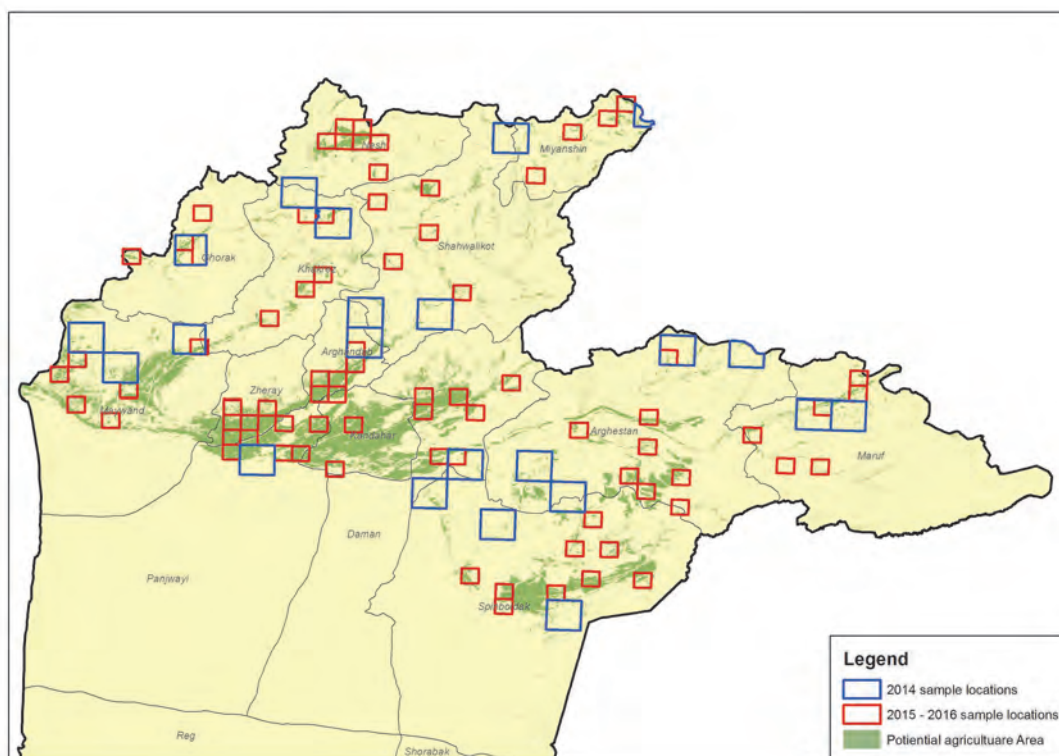 Nesh
Miyanshin
Ghorak
Shahwalikot
Khakrez
Arghandab
Zheray
Maywand
Kandahar
Arghestan
Maruf
Daman
Panjwayi
Spinboldak
Reg
Shorabak
Legend
2014 sample locations
2015 - 2016 sample locations
Potiential agricultuare Area